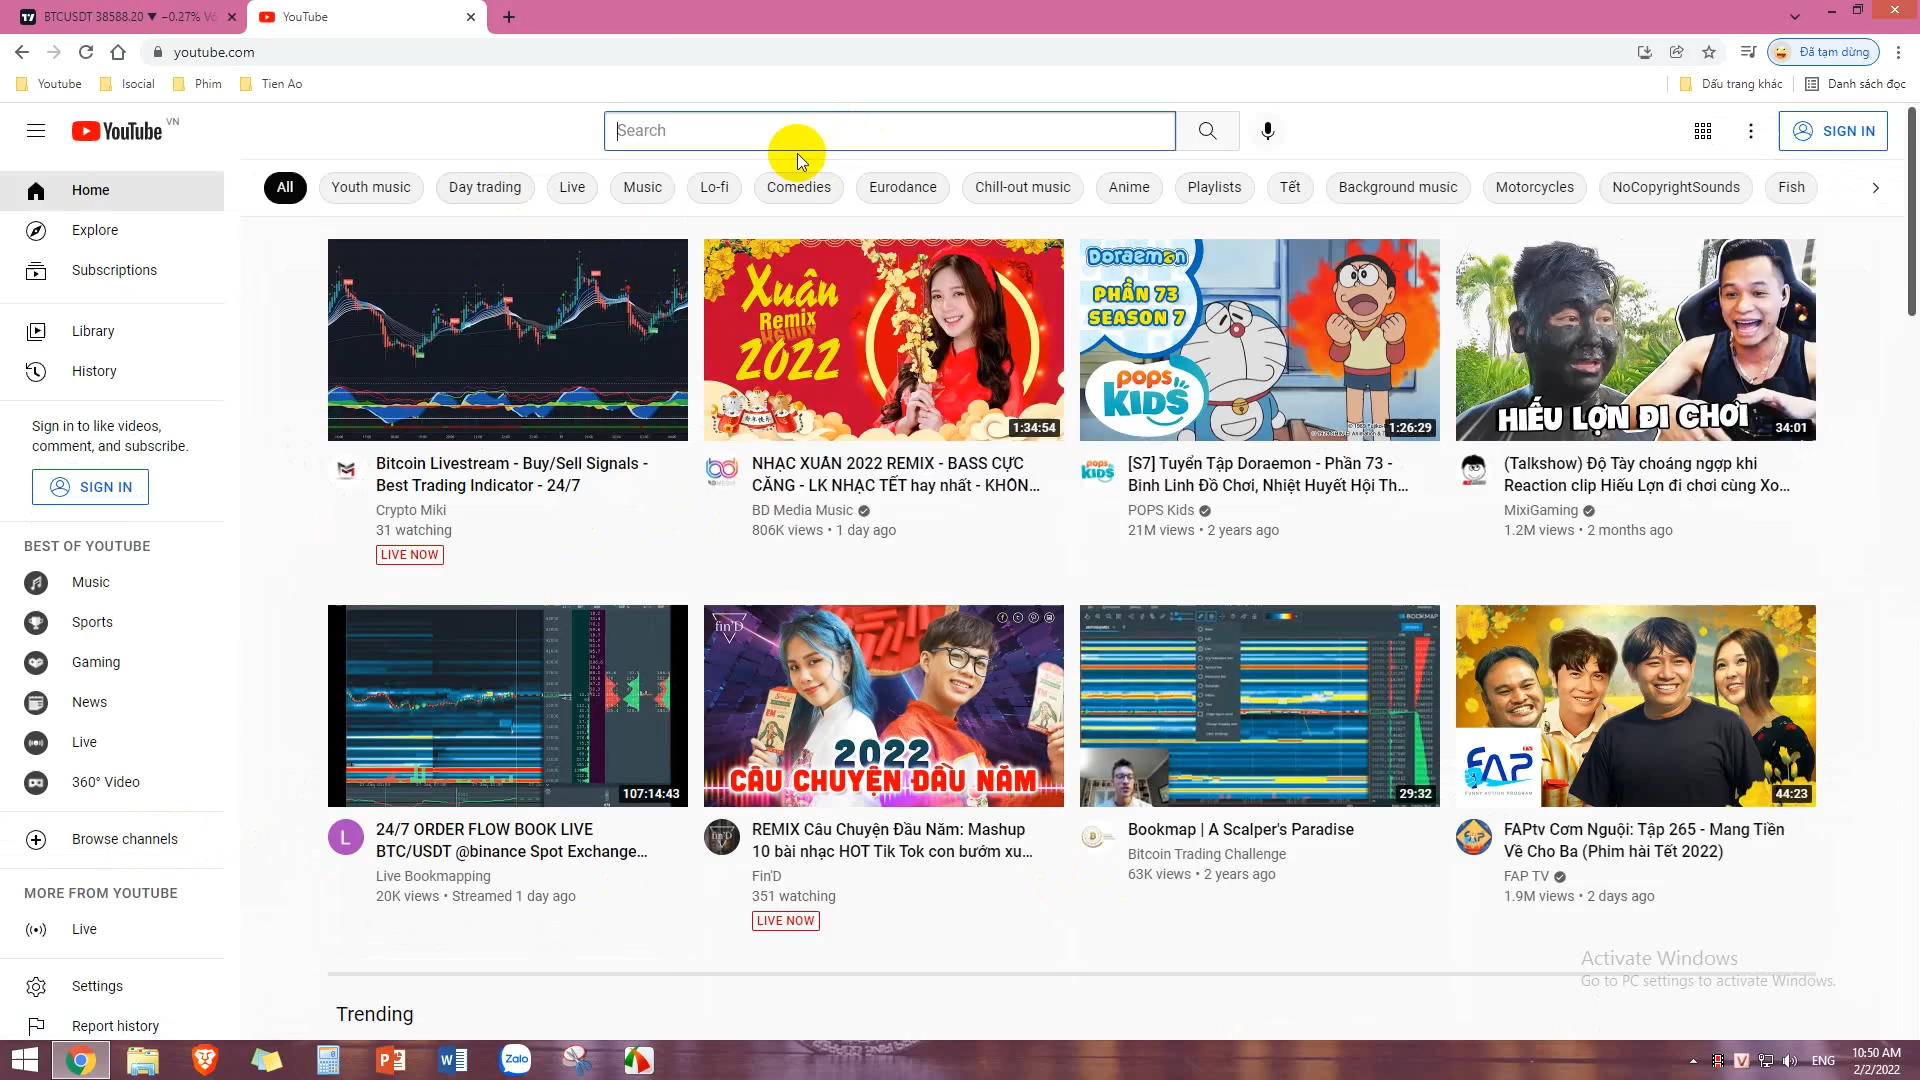 BTCUSDT 38588.20 ▼ −0.27%
YouTube
youtube.com
Đã tạm dừng
Youtube
Isocial
Phim
Tien Ao
Dấu trang khác
Danh sách đọc
YouTube VN
Search
SIGN IN
All
Youth music
Day trading
Live
Music
Lo-fi
Comedies
Eurodance
Chill-out music
Anime
Playlists
Tết
Background music
Motorcycles
NoCopyrightSounds
Fish
Home
Explore
Subscriptions
Library
History
Sign in to like videos,
comment, and subscribe.
SIGN IN
BEST OF YOUTUBE
Music
Sports
Gaming
News
Live
360° Video
Browse channels
MORE FROM YOUTUBE
Live
Settings
Report history
Xuân
Remix
2022
1:34:54
Doraemon
PHẦN 73
SEASON 7
POPS
KIDS
1:26:29
HIẾU LỢN ĐI CHƠI
34:01
Bitcoin Livestream - Buy/Sell Signals -
Best Trading Indicator - 24/7
Crypto Miki
31 watching
LIVE NOW
NHẠC XUÂN 2022 REMIX - BASS CỰC
CĂNG - LK NHẠC TẾT hay nhất - KHÔN...
BD Media Music
806K views • 1 day ago
[S7] Tuyển Tập Doraemon - Phần 73 -
Binh Linh Đồ Chơi, Nhiệt Huyết Hội Th...
POPS Kids
21M views • 2 years ago
(Talkshow) Độ Tày choáng ngợp khi
Reaction clip Hiếu Lợn đi chơi cùng Xo...
MixiGaming
1.2M views • 2 months ago
107:14:43
fin'D
2022
CÂU CHUYỆN ĐẦU NĂM
BOOKMAP
29:32
FAP TV
FUNNY ACTION PROGRAM
44:23
24/7 ORDER FLOW BOOK LIVE
BTC/USDT @binance Spot Exchange...
Live Bookmapping
20K views • Streamed 1 day ago
REMIX Câu Chuyện Đầu Năm: Mashup
10 bài nhạc HOT Tik Tok con bướm xu...
Fin'D
351 watching
LIVE NOW
Bookmap | A Scalper's Paradise
Bitcoin Trading Challenge
63K views • 2 years ago
FAPtv Cơm Nguội: Tập 265 - Mang Tiền
Về Cho Ba (Phim hài Tết 2022)
FAP TV
1.9M views • 2 days ago
Activate Windows
Go to PC settings to activate Windows.
Trending
Zalo
ENG
10:50 AM
2/2/2022